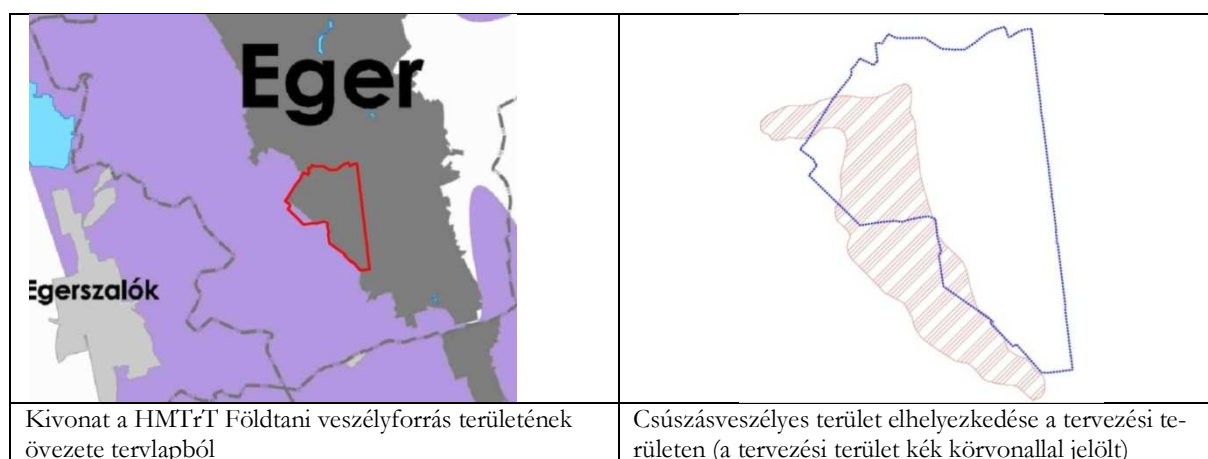 Eger
Egerszalók
Kivonat a HMTrT Földtani veszélyforrás területének
övezete tervlapból
Csúszásveszélyes terület elhelyezkedése a tervezési te-
rületen (a tervezési terület kék körvonallal jelölt)